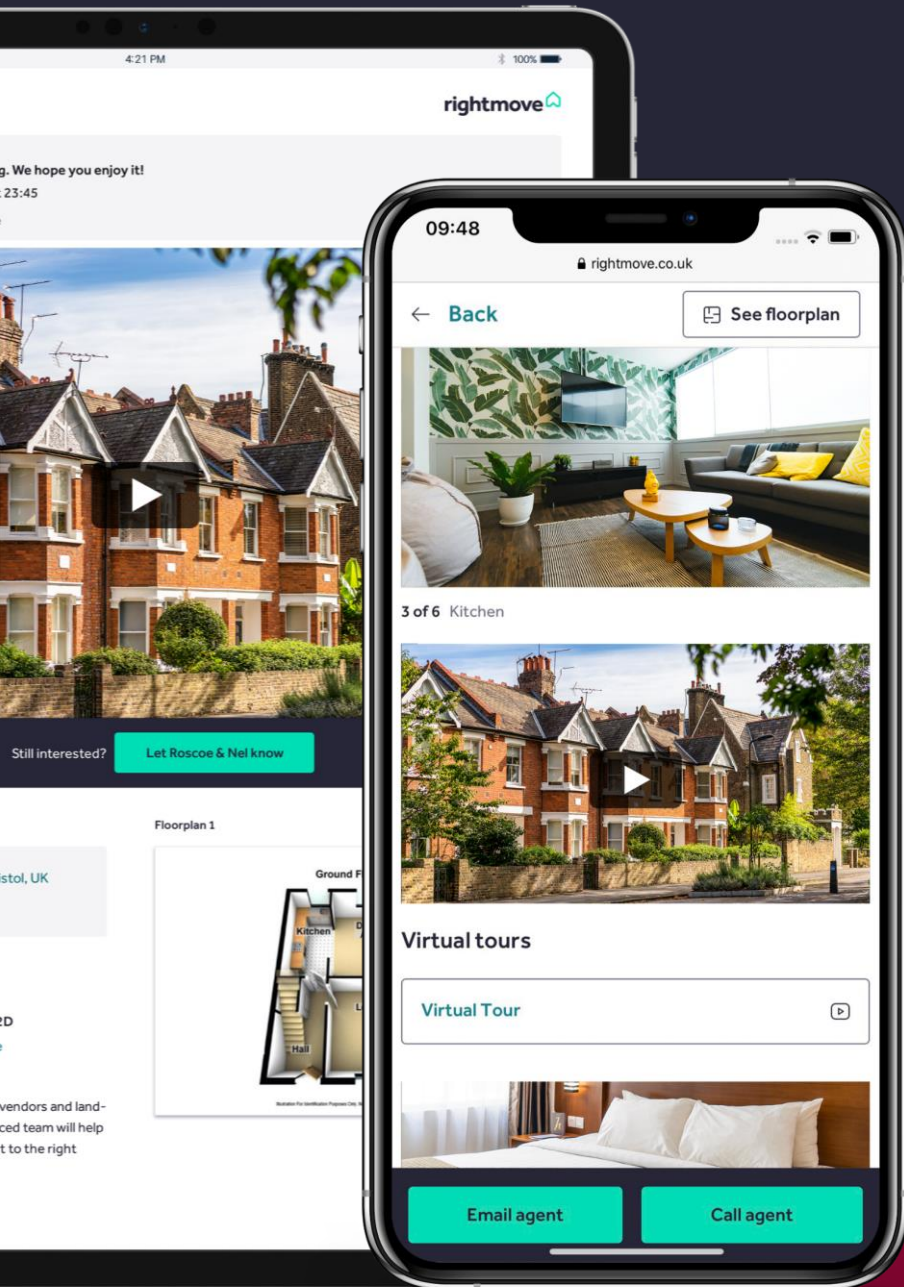 4:21 PM
100%
rightmove
g. We hope you enjoy it!
23:45
Still interested?
Let Roscoe & Nel know
Floorplan 1
istol, UK
Ground F
Kitchen
Hall
2D
vendors and land-
ced team will help
t to the right
09:48
rightmove.co.uk
Back
See floorplan
3 of 6 Kitchen
Virtual tours
Virtual Tour
Email agent
Call agent